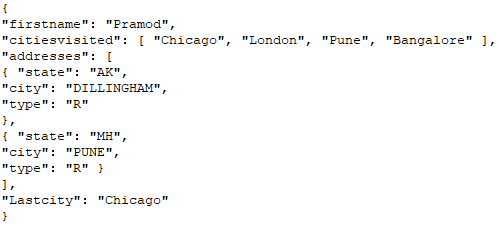 {
"firstname": "Pramod",
"citiesvisited": [ "Chicago", "London", "Pune", "Bangalore" ],
"addresses": [
{ "state": "AK",
"city": "DILLINGHAM",
"type": "R"
},
{ "state": "MH",
"city": "PUNE",
"type": "R" }
],
"Lastcity": "Chicago"
}